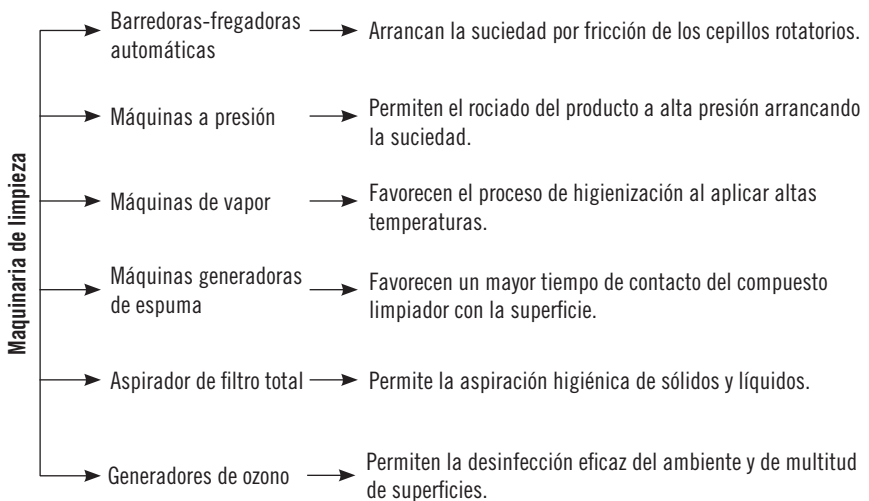 Maquinaria de limpieza
Barredoras-fregadoras
automáticas
Arrancan la suciedad por fricción de los cepillos rotatorios.
Máquinas a presión
Permiten el rociado del producto a alta presión arrancando
la suciedad.
Máquinas de vapor
Favorecen el proceso de higienización al aplicar altas
temperaturas.
Máquinas generadoras
de espuma
Favorecen un mayor tiempo de contacto del compuesto
limpiador con la superficie.
Aspirador de filtro total
Permite la aspiración higiénica de sólidos y líquidos.
Generadores de ozono
Permiten la desinfección eficaz del ambiente y de multitud
de superficies.